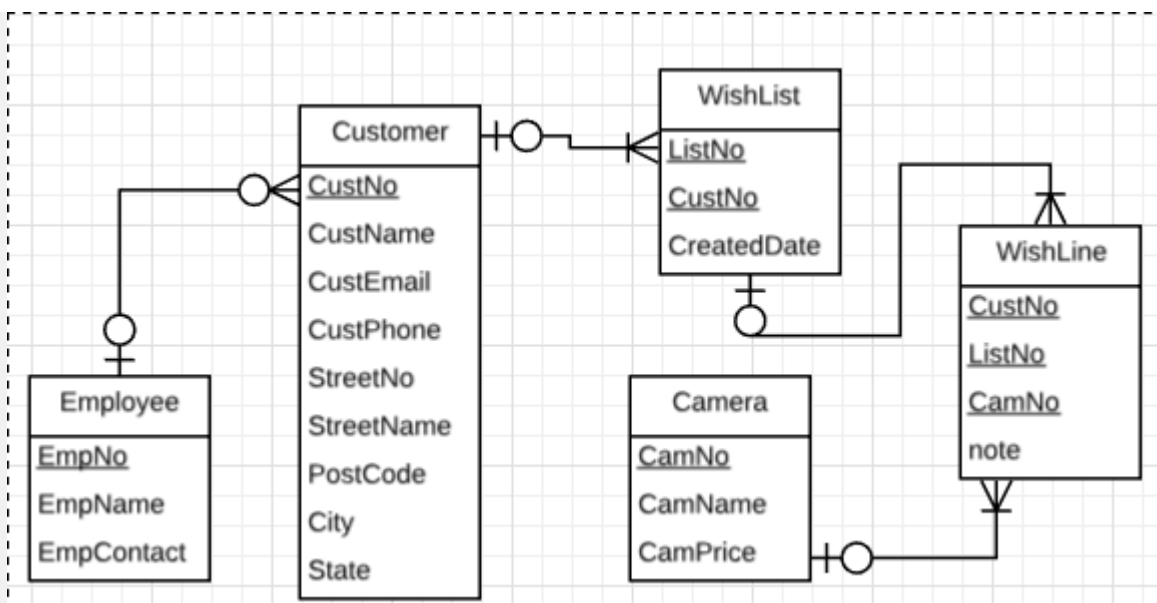 Customer
CustNo
CustName
CustEmail
CustPhone
StreetNo
StreetName
PostCode
City
State
WishList
ListNo
CustNo
CreatedDate
WishLine
CustNo
ListNo
CamNo
note
Employee
EmpNo
EmpName
EmpContact
Camera
CamNo
CamName
CamPrice